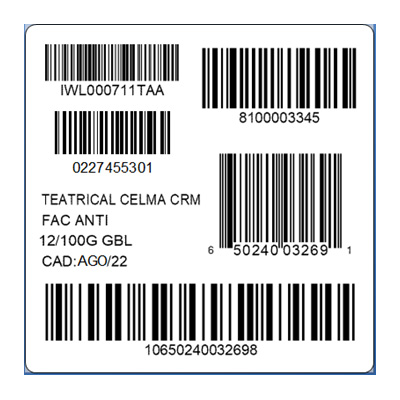 IWL000711TAA
8100003345
0227455301
TEATRICAL CELMA CRM
FAC ANTI
12/100G GBL
CAD:AGO/22
6 50240 03269 1
10650240032698